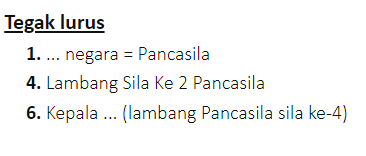 Tegak lurus
1. ... negara = Pancasila
4. Lambang Sila Ke 2 Pancasila
6. Kepala ... (lambang Pancasila sila ke-4)